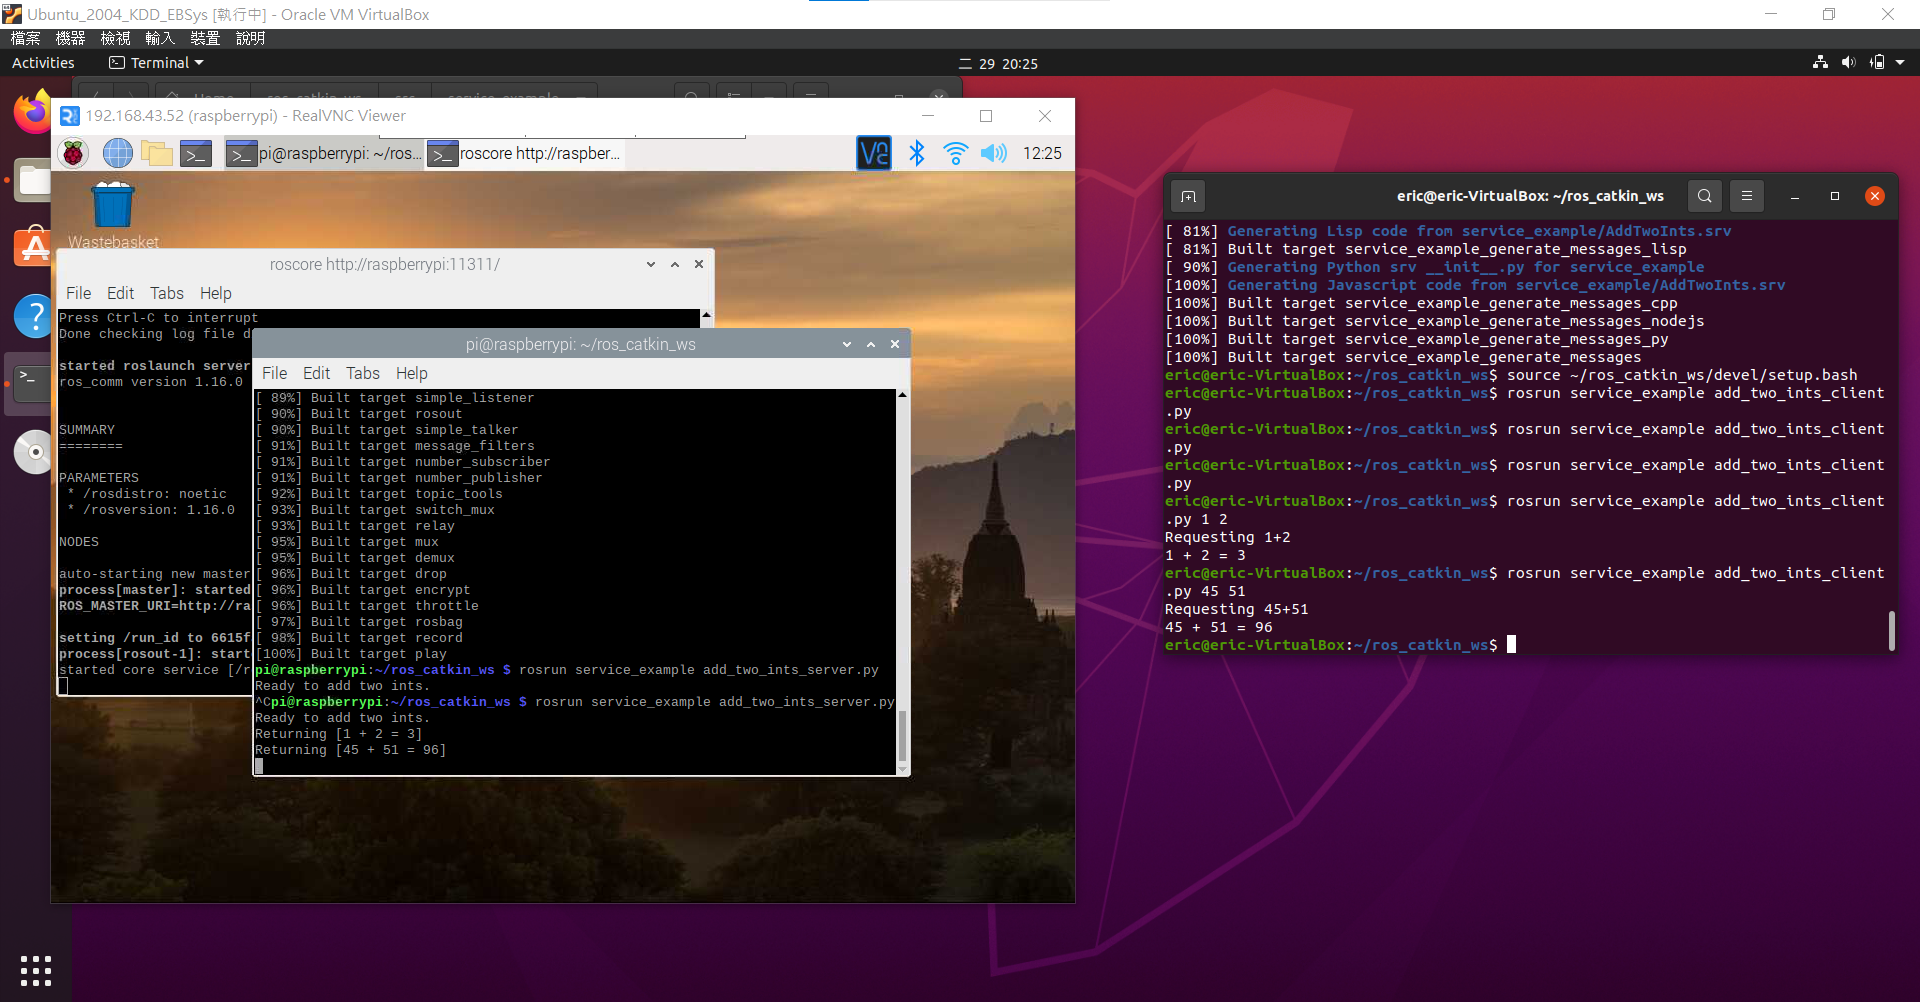 Ubuntu_2004_KDD_EBSys [執行中] - Oracle VM VirtualBox
檔案 機器 檢視 輸入 裝置 說明
Activities
Terminal
二 29 20:25
192.168.43.52 (raspberrypi) - RealVNC Viewer
pi@raspberrypi: ~/ros...
roscore http://raspber...
12:25
Wastebasket
roscore http://raspberrypi:11311/
File Edit Tabs Help
Press Ctrl-C to interrupt
Done checking log file d
started roslaunch server
ros_comm version 1.16.0
SUMMARY
========
PARAMETERS
* /rosdistro: noetic
* /rosversion: 1.16.0
NODES
auto-starting new master
process[master]: started
ROS_MASTER_URI=http://ra
setting /run_id to 6615f
process[rosout-1]: start
started core service [/r
pi@raspberrypi: ~/ros_catkin_ws
File Edit Tabs Help
[ 89%] Built target simple_listener
[ 90%] Built target rosout
[ 90%] Built target simple_talker
[ 91%] Built target message_filters
[ 91%] Built target number_subscriber
[ 91%] Built target number_publisher
[ 92%] Built target topic_tools
[ 93%] Built target switch_mux
[ 93%] Built target relay
[ 95%] Built target mux
[ 95%] Built target demux
[ 96%] Built target drop
[ 96%] Built target encrypt
[ 96%] Built target throttle
[ 97%] Built target rosbag
[ 98%] Built target record
[100%] Built target play
pi@raspberrypi:~/ros_catkin_ws $ rosrun service_example add_two_ints_server.py
Ready to add two ints.
^Cpi@raspberrypi:~/ros_catkin_ws $ rosrun service_example add_two_ints_server.py
Ready to add two ints.
Returning [1 + 2 = 3]
Returning [45 + 51 = 96]
eric@eric-VirtualBox: ~/ros_catkin_ws
[ 81%] Generating Lisp code from service_example/AddTwoInts.srv
[ 81%] Built target service_example_generate_messages_lisp
[ 90%] Generating Python srv __init__.py for service_example
[100%] Generating Javascript code from service_example/AddTwoInts.srv
[100%] Built target service_example_generate_messages_cpp
[100%] Built target service_example_generate_messages_nodejs
[100%] Built target service_example_generate_messages_py
[100%] Built target service_example_generate_messages
eric@eric-VirtualBox:~/ros_catkin_ws$ source ~/ros_catkin_ws/devel/setup.bash
eric@eric-VirtualBox:~/ros_catkin_ws$ rosrun service_example add_two_ints_client
.py
eric@eric-VirtualBox:~/ros_catkin_ws$ rosrun service_example add_two_ints_client
.py
eric@eric-VirtualBox:~/ros_catkin_ws$ rosrun service_example add_two_ints_client
.py
eric@eric-VirtualBox:~/ros_catkin_ws$ rosrun service_example add_two_ints_client
.py 1 2
Requesting 1+2
1 + 2 = 3
eric@eric-VirtualBox:~/ros_catkin_ws$ rosrun service_example add_two_ints_client
.py 45 51
Requesting 45+51
45 + 51 = 96
eric@eric-VirtualBox:~/ros_catkin_ws$